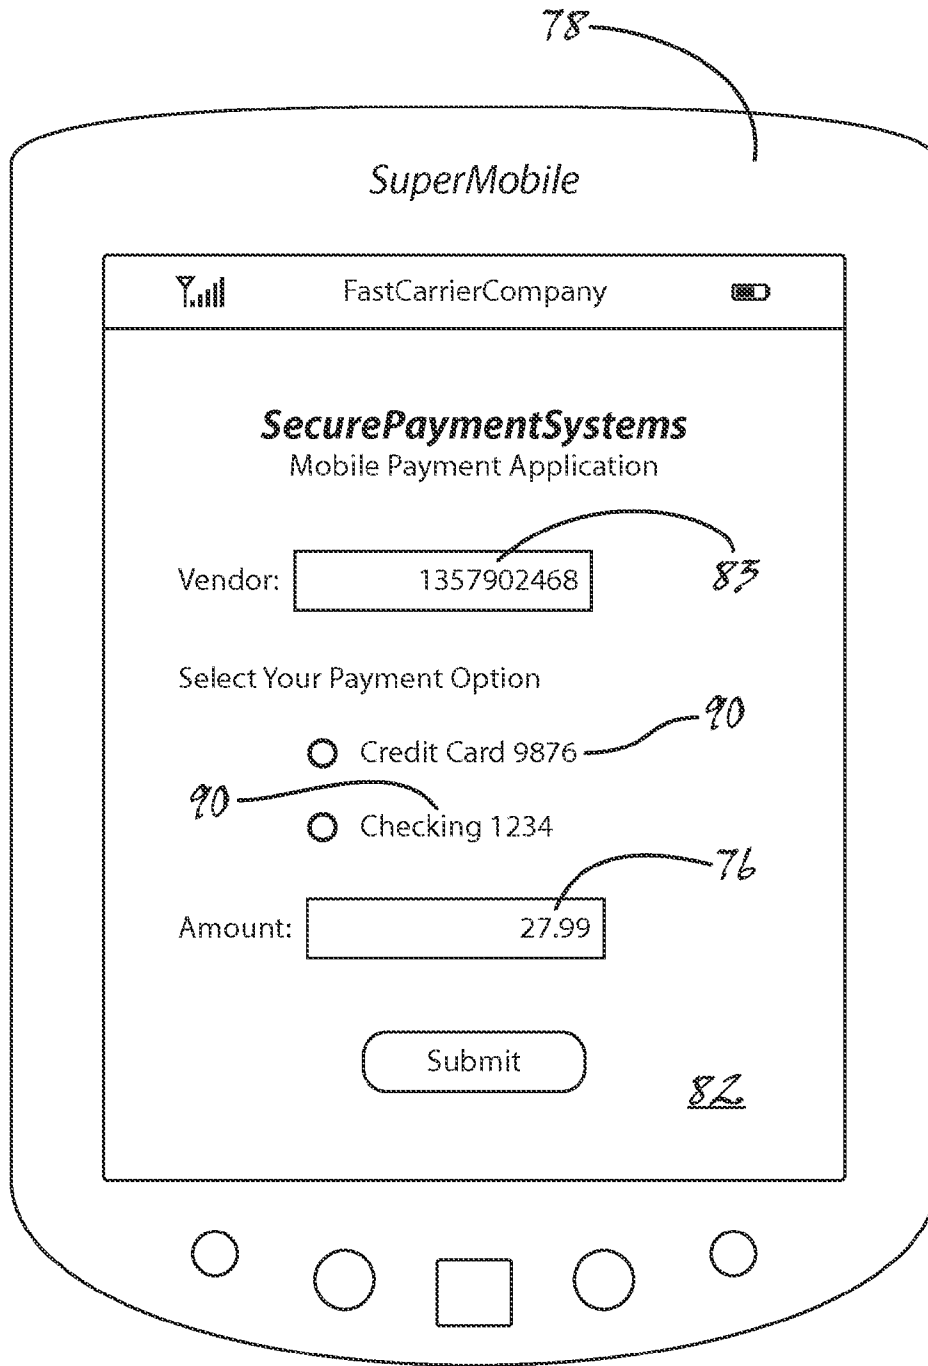 78
SuperMobile
FastCarrierCompany
SecurePaymentSystems
Mobile Payment Application
Vendor: 1357902468
83
Select Your Payment Option
Credit Card 9876
90
90
Checking 1234
76
Amount: 27.99
Submit
82